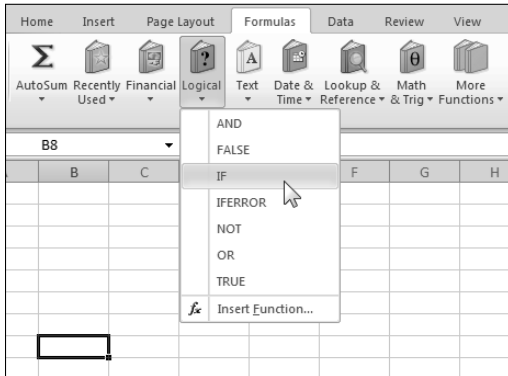 Home Insert Page Layout Formulas Data Review View
AutoSum Recently Used Financial Logical Text Date & Time Lookup & Reference Math & Trig More Functions
B8
B C F G H
AND
FALSE
IF
IFERROR
NOT
OR
TRUE
fx Insert Function...